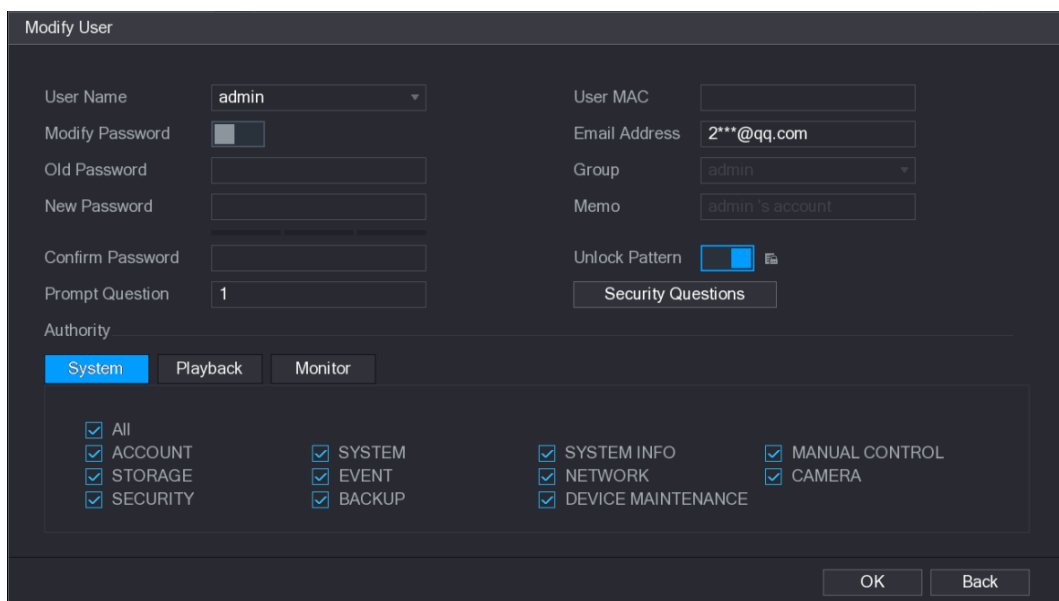 Modify User
User Name admin User MAC
Modify Password Email Address 2***@qq.com
Old Password Group admin
New Password Memo admin 's account
Confirm Password Unlock Pattern
Prompt Question 1 Security Questions
Authority
System Playback Monitor
All
ACCOUNT SYSTEM SYSTEM INFO MANUAL CONTROL
STORAGE EVENT NETWORK CAMERA
SECURITY BACKUP DEVICE MAINTENANCE
OK Back